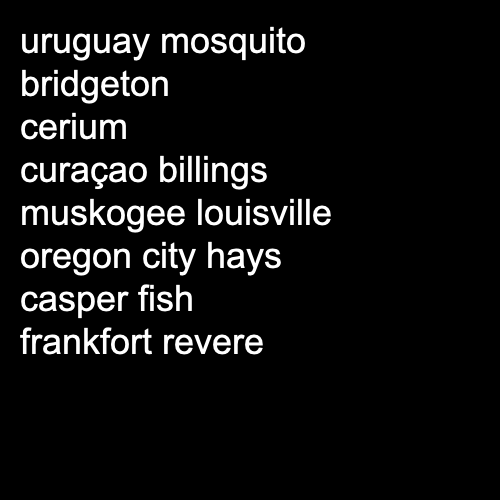 uruguay mosquito
bridgeton
cerium
curaçao billings
muskogee louisville
oregon city hays
casper fish
frankfort revere